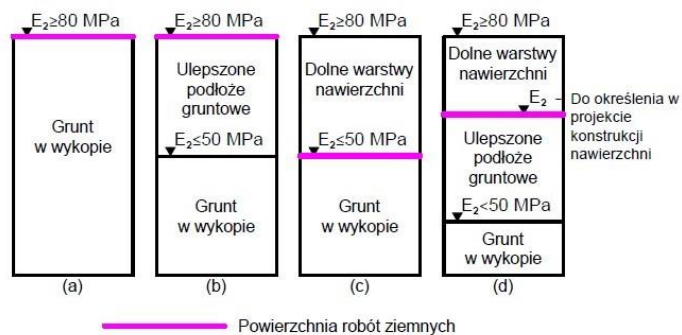 E₂≥80 MPa
Grunt
w wykopie
(a)
E₂≥80 MPa
Ulepszone
podłoże
gruntowe
E₂≤50 MPa
Grunt
w wykopie
(b)
E₂≥80 MPa
Dolne warstwy
nawierzchni
E₂≤50 MPa
Grunt
w wykopie
(c)
E₂≥80 MPa
Dolne warstwy
nawierzchni
E₂ - Do określenia w
projekcie
konstrukcji
nawierzchni
Ulepszone
podłoże
gruntowe
E₂<50 MPa
Grunt
w wykopie
(d)
Powierzchnia robót ziemnych